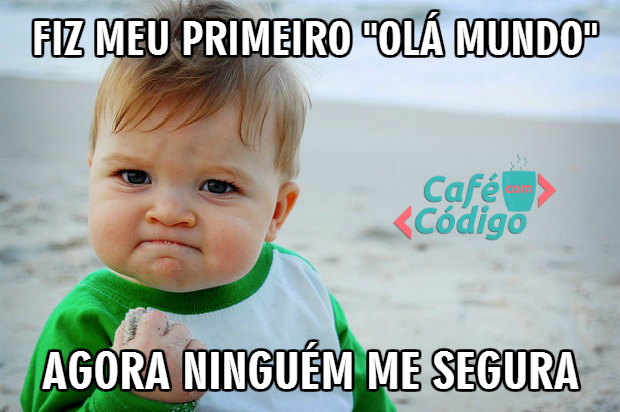 FIZ MEU PRIMEIRO "OLÁ MUNDO"
Café com
Código
AGORA NINGUÉM ME SEGURA